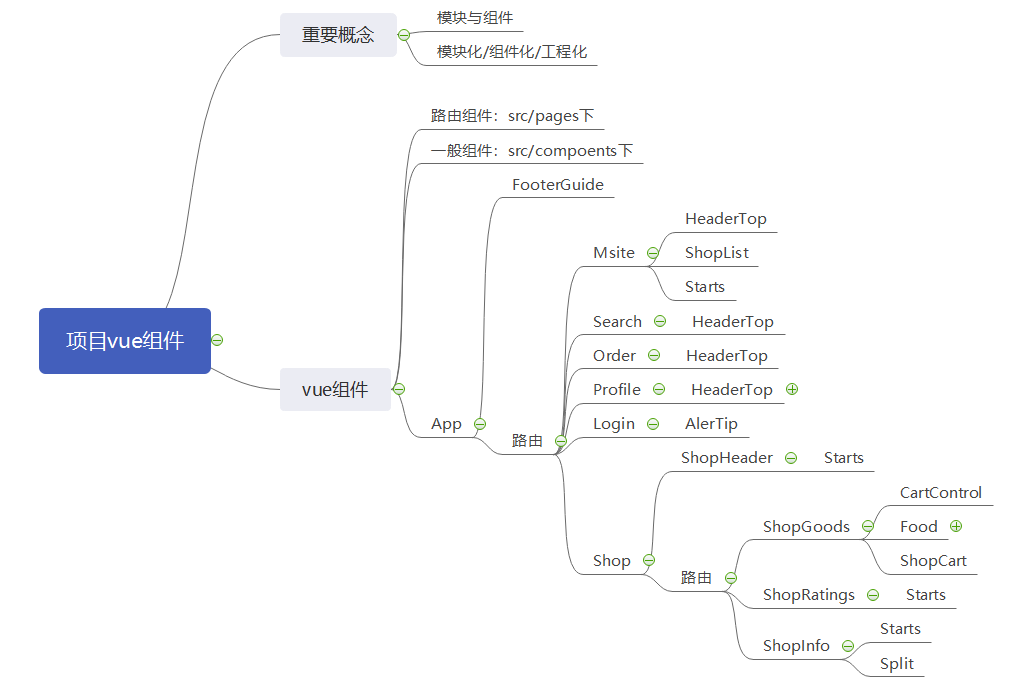 项目vue组件
重要概念
模块与组件
模块化/组件化/工程化
vue组件
路由组件：src/pages下
一般组件：src/compoents下
App
FooterGuide
路由
Msite
HeaderTop
ShopList
Starts
Search
HeaderTop
Order
HeaderTop
Profile
HeaderTop
Login
AlerTip
Shop
ShopHeader
Starts
路由
ShopGoods
CartControl
Food
ShopCart
ShopRatings
Starts
ShopInfo
Starts
Split